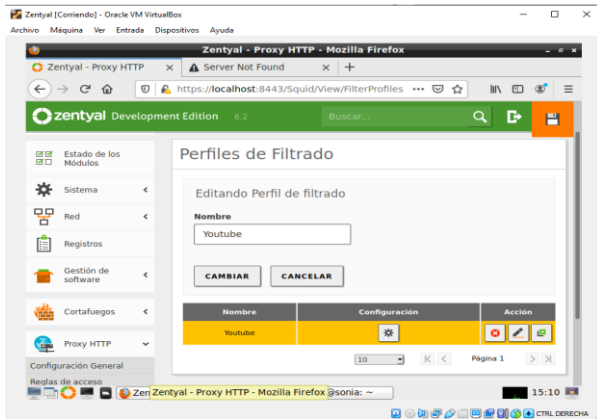 Zentyal [Corriendo] - Oracle VM VirtualBox
Archivo Máquina Ver Entrada Dispositivos Ayuda
Zentyal - Proxy HTTP - Mozilla Firefox
Zentyal - Proxy HTTP
Server Not Found
https://localhost:8443/Squid/View/FilterProfiles
zentyal Development Edition 6.2
Buscar...
Estado de los
Módulos
Sistema
Red
Registros
Gestión de
software
Cortafuegos
Proxy HTTP
Configuración General
Reglas de acceso
Perfiles de Filtrado
Editando Perfil de filtrado
Nombre
Youtube
CAMBIAR CANCELAR
Nombre Configuración Acción
Youtube
10 Página 1
Zen Zentyal - Proxy HTTP - Mozilla Firefox @sonia: ~ 15:10
CTRL DERECHA